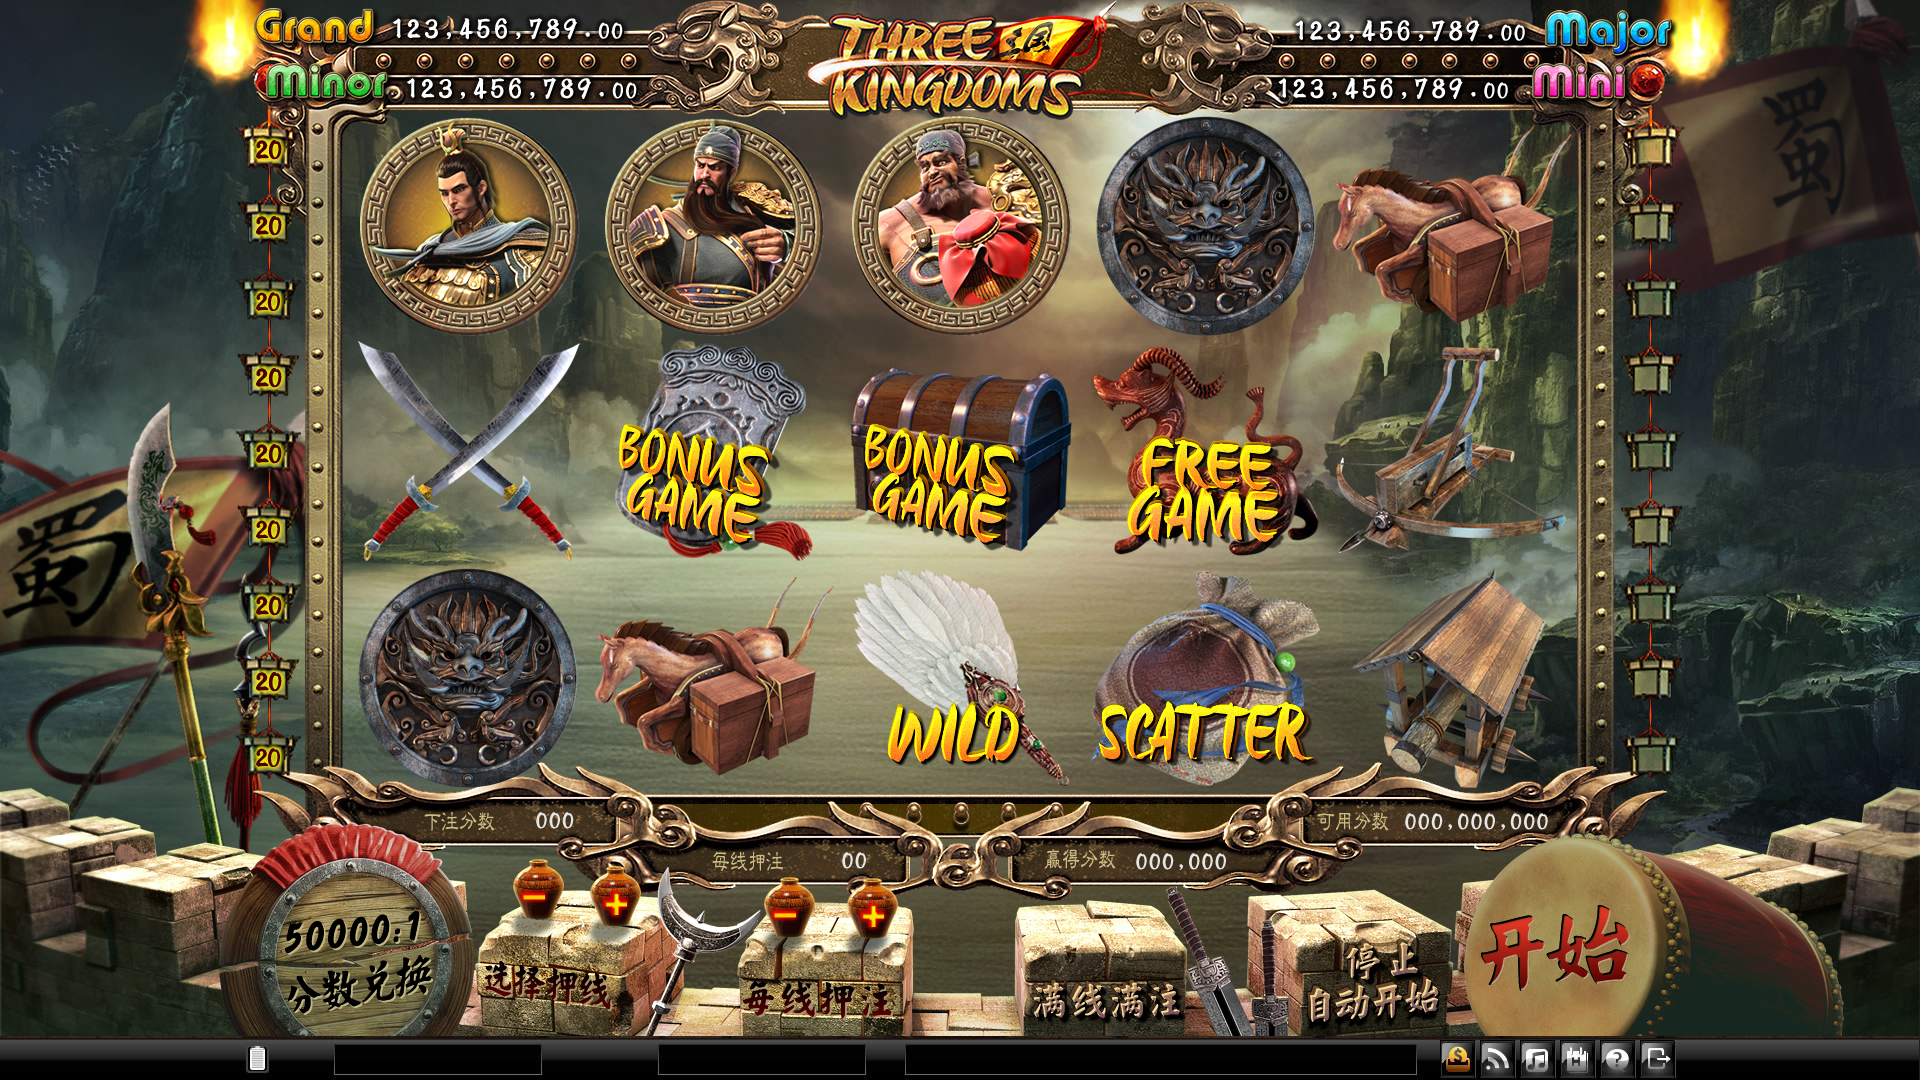 Grand 123,456,789.00
123,456,789.00 Major
THREE
KINGDOMS
Minor 123,456,789.00
123,456,789.00 Mini
20
20
20
20
20
20
20
20
20
蜀
蜀
BONUS
GAME
BONUS
GAME
FREE
GAME
WILD
SCATTER
下注分数 000
可用分数 000,000,000
每线押注 00
赢得分数 000,000
50000:1
分数兑换
- +
选择押线
- +
每线押注
满线满注
停止
自动开始
开始